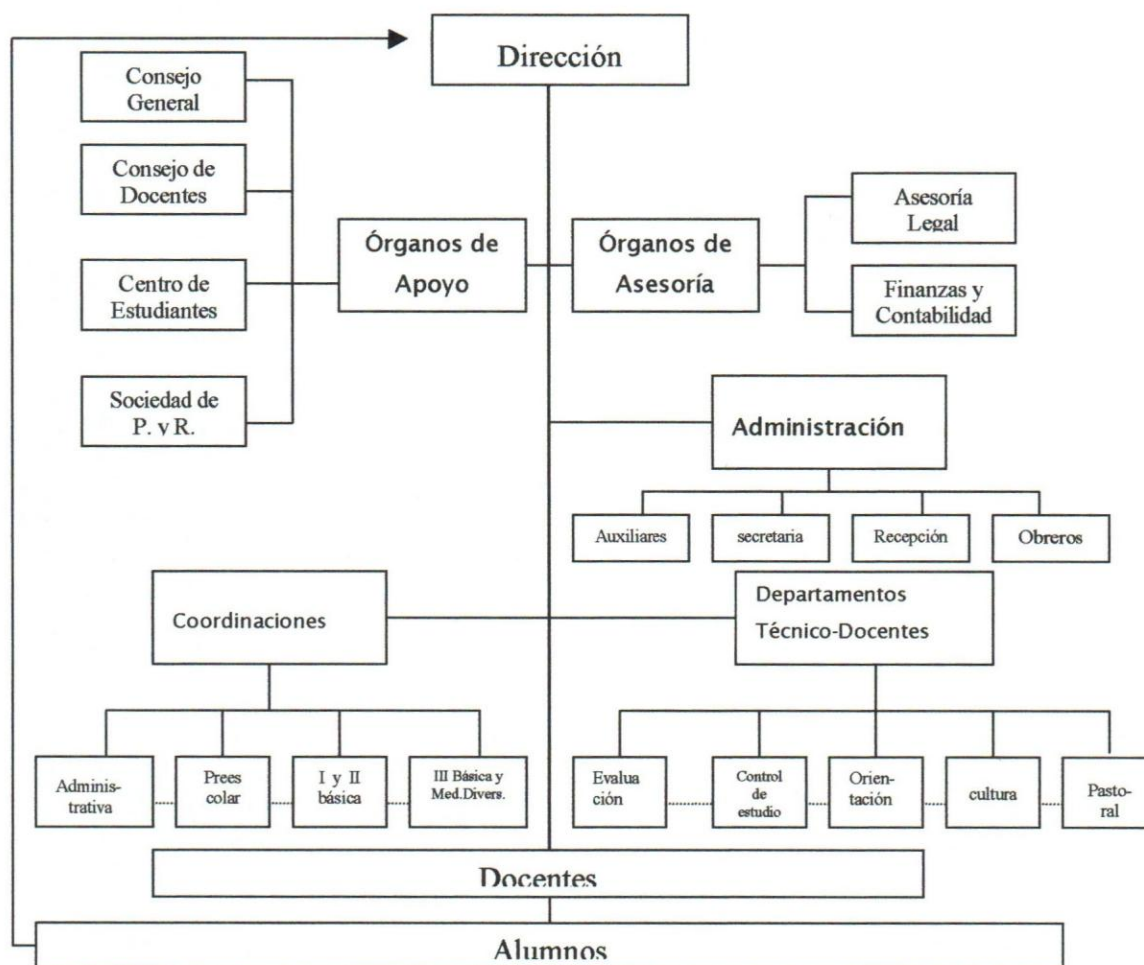 Dirección
Consejo
General
Consejo de
Docentes
Centro de
Estudiantes
Sociedad de
P. y R.
Órganos de
Apoyo
Órganos de
Asesoría
Asesoría
Legal
Finanzas y
Contabilidad
Administración
Auxiliares
secretaria
Recepción
Obreros
Coordinaciones
Departamentos
Técnico-Docentes
Adminis-
trativa
Prees
colar
I y II
básica
III Básica y
Med.Divers.
Evalua
ción
Control
de
estudio
Orien-
tación
cultura
Pasto-
ral
Docentes
Alumnos